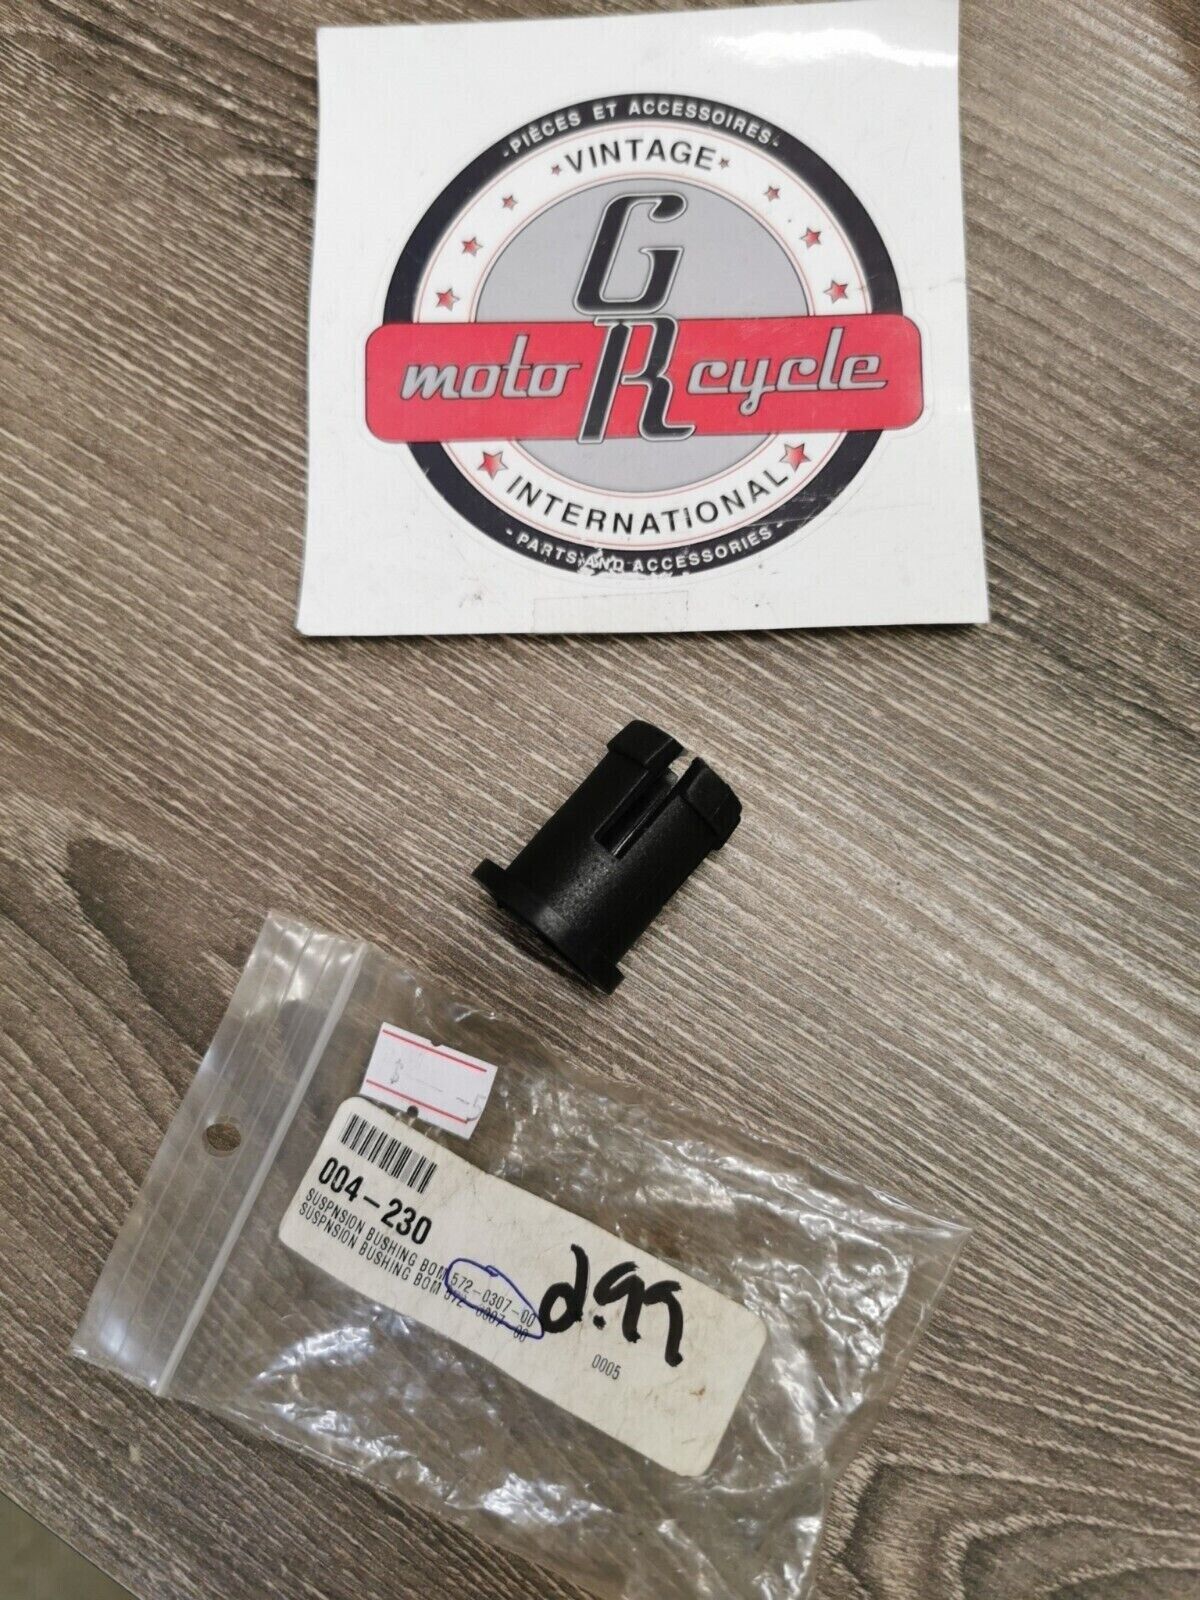 ·PIÈCES ET ACCESSOIRES·
VINTAGE
G
moto R cycle
INTERNATIONAL
· PARTS AND ACCESSORIES ·
$ — 5
004-230
SUSPNSION BUSHING BOM 572-0307-00
SUSPNSION BUSHING BOM 572-0307-00
2.99
0005